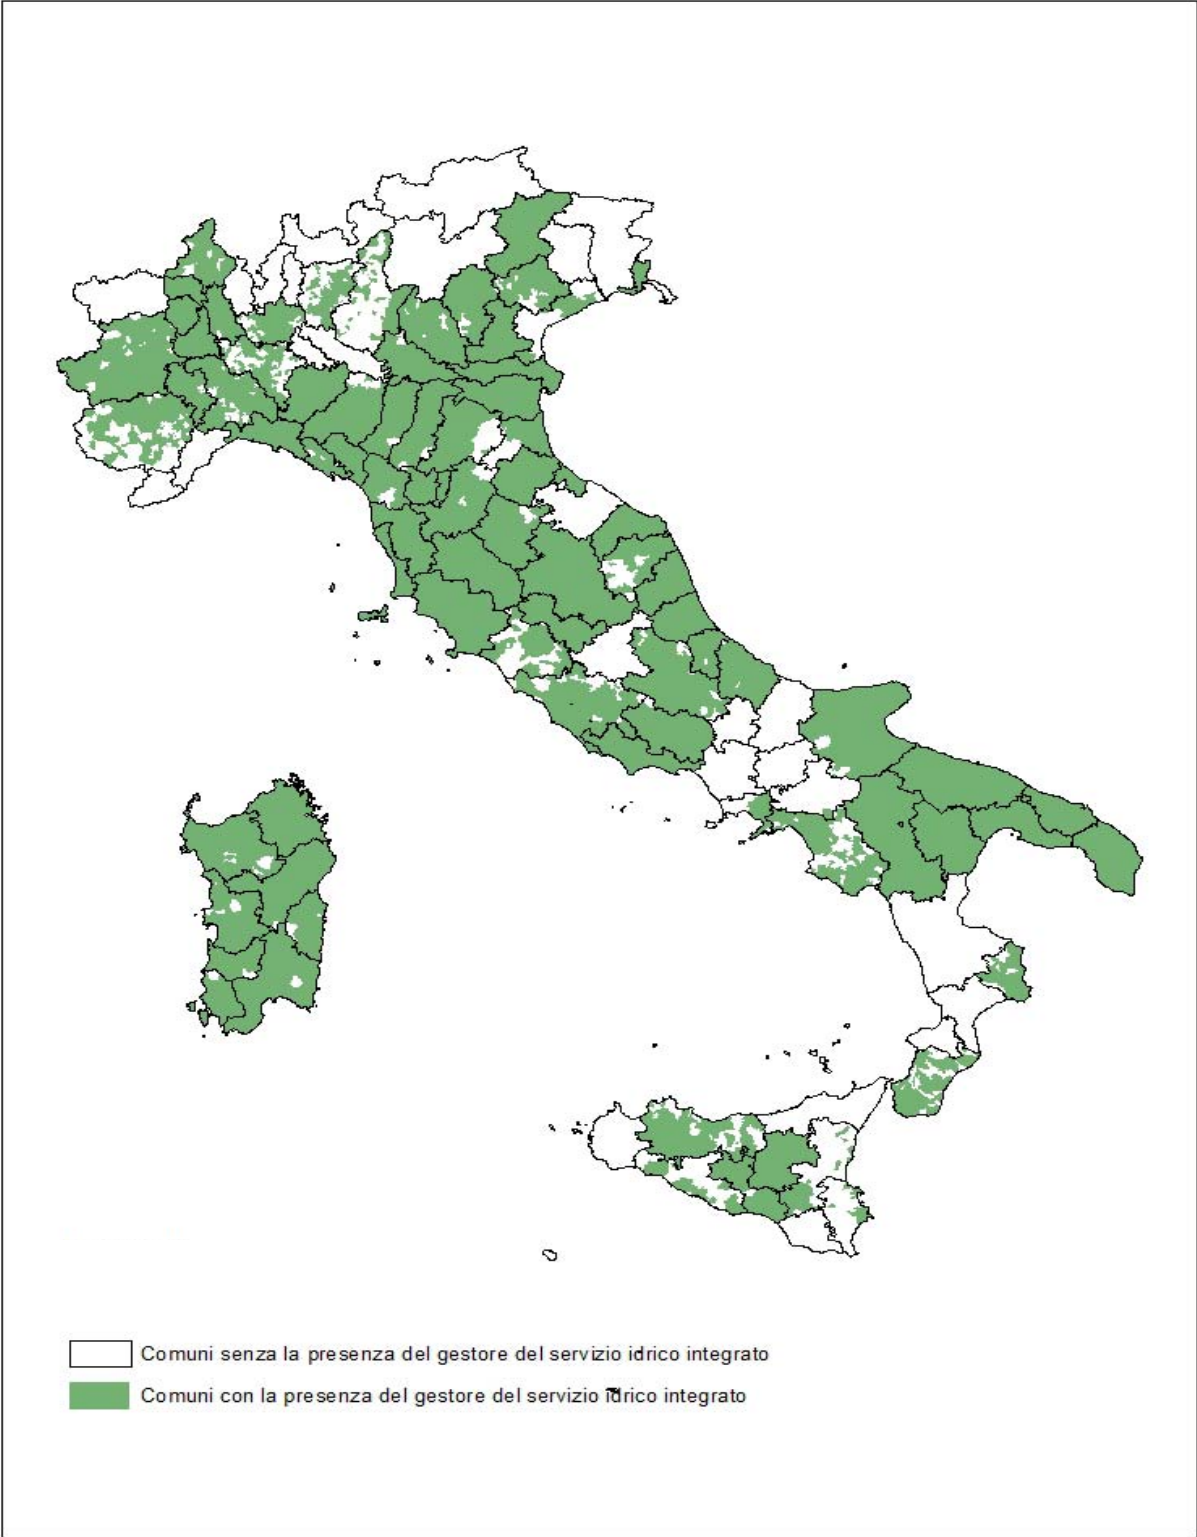 Comuni senza la presenza del gestore del servizio idrico integrato
Comuni con la presenza del gestore del servizio idrico integrato